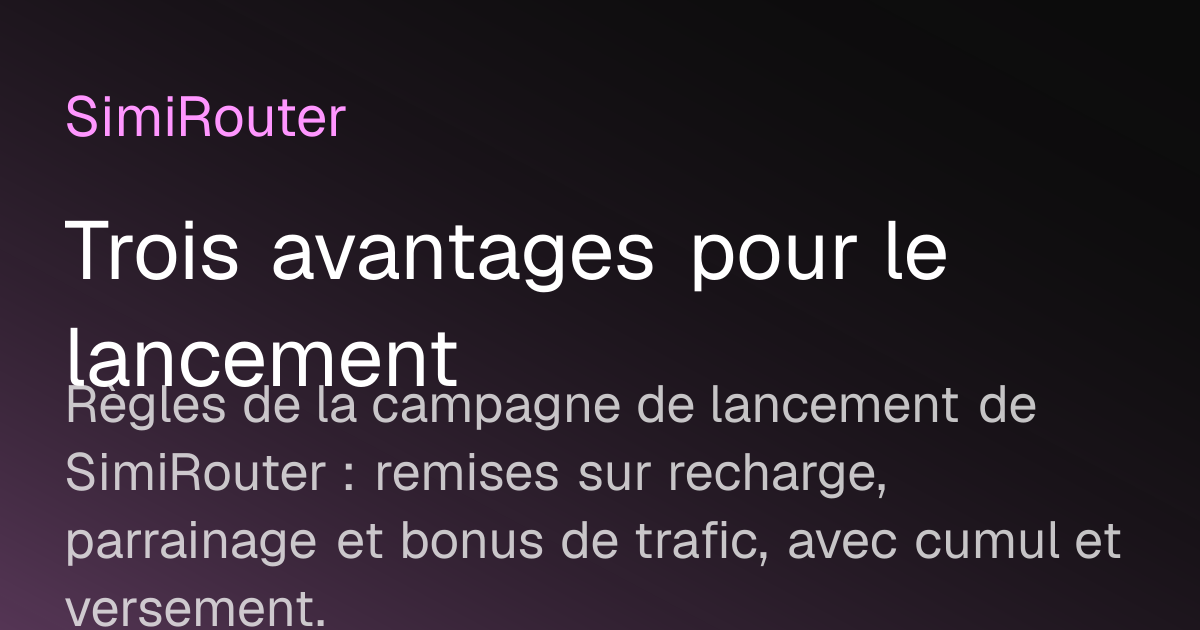 SimiRouter
Trois avantages pour le
lancement
Règles de la campagne de lancement de
SimiRouter : remises sur recharge,
parrainage et bonus de trafic, avec cumul et
versement.